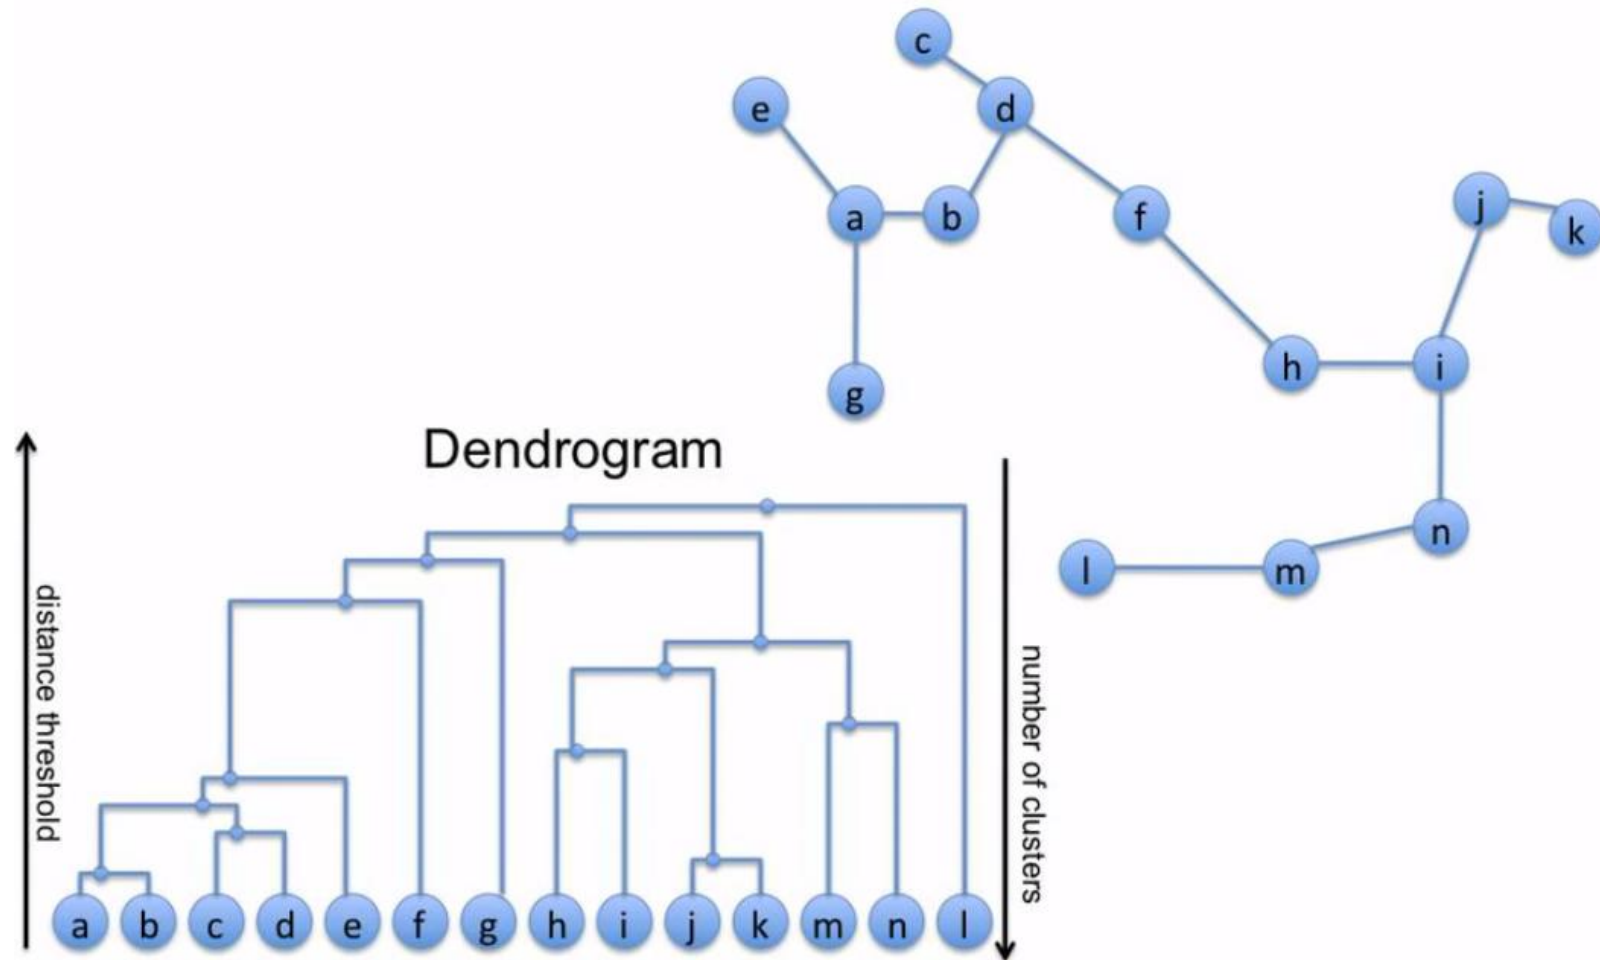 c
e
d
a
b
f
j
k
h
i
g
Dendrogram
n
l
m
distance threshold
number of clusters
a b c d e f g h i j k m n l